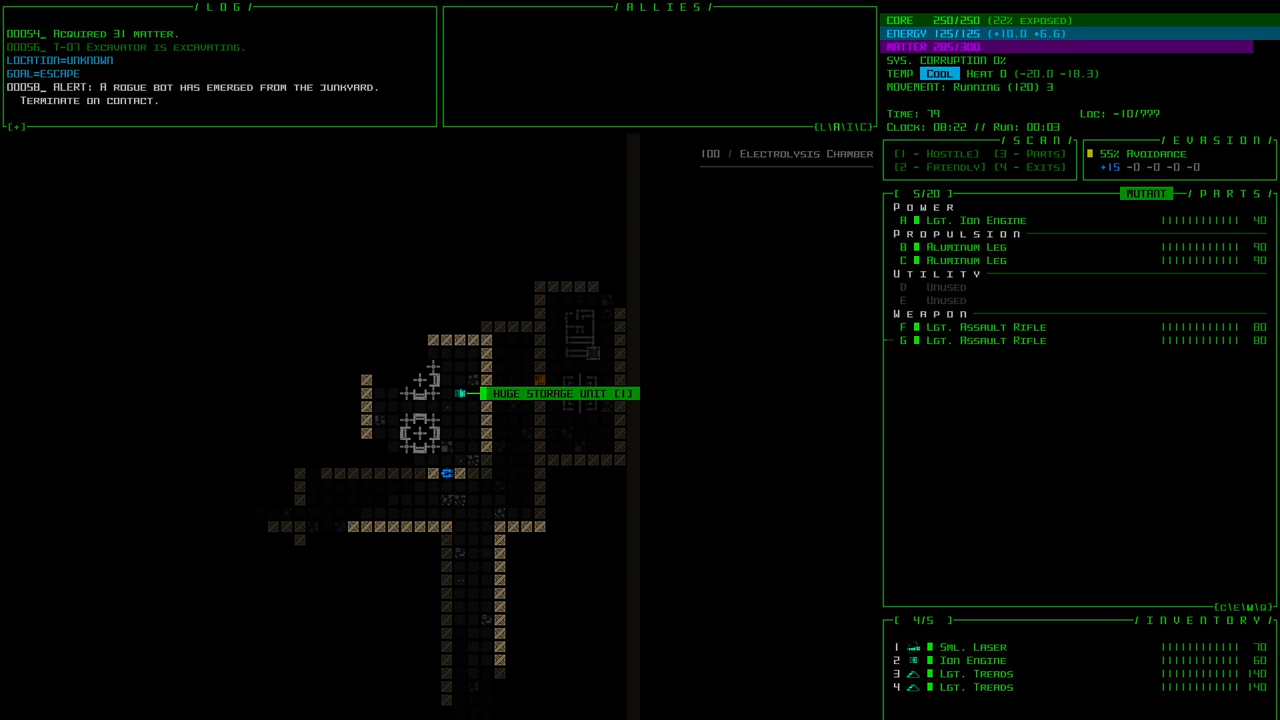 / L O G /
00054_ Acquired 31 matter.
00056_ T-07 Excavator is excavating.
LOCATION=UNKNOWN
GOAL=ESCAPE
00058_ ALERT: A rogue bot has emerged from the junkyard.
Terminate on contact.
[+]
/ A L L I E S /
[L\A\I\C]
CORE 250/250 (22% EXPOSED)
ENERGY 125/125 (+10.0 +6.6)
MATTER 285/300
SYS. CORRUPTION 0%
TEMP COOL HEAT 0 (-20.0 -18.3)
MOVEMENT: RUNNING (120) 3
TIME: 79 LOC: -10/???
CLOCK: 08:22 // RUN: 00:03
/ S C A N /
[1 - HOSTILE] [3 - PARTS]
[2 - FRIENDLY] [4 - EXITS]
/ E V A S I O N /
55% AVOIDANCE
+15 -0 -0 -0 -0
100 / ELECTROLYSIS CHAMBER
HUGE STORAGE UNIT [1]
[ 5/20 ] MUTANT / P A R T S /
P O W E R
A LGT. ION ENGINE 40
P R O P U L S I O N
B ALUMINUM LEG 90
C ALUMINUM LEG 90
U T I L I T Y
D UNUSED
E UNUSED
W E A P O N
F LGT. ASSAULT RIFLE 80
G LGT. ASSAULT RIFLE 80
[C\E\W\Q]
[ 4/5 ] / I N V E N T O R Y /
1 SML. LASER 70
2 ION ENGINE 60
3 LGT. TREADS 140
4 LGT. TREADS 140